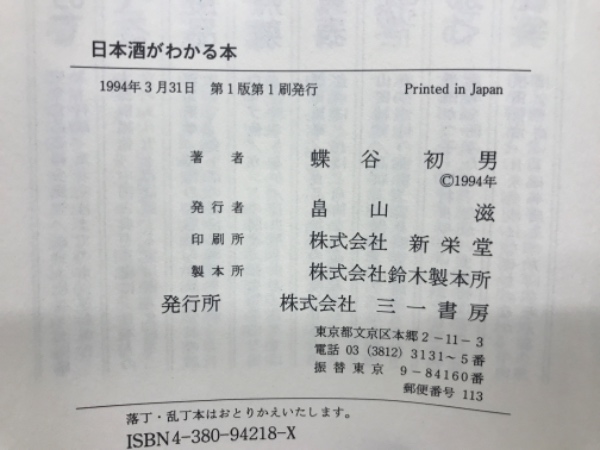 日本酒がわかる本
1994年3月31日 第1版第1刷発行 Printed in Japan
著者 蝶谷初男
©1994年
発行者 畠山 滋
印刷所 株式会社 新栄堂
製本所 株式会社鈴木製本所
発行所 株式会社 三一書房
東京都文京区本郷2-11-3
電話 03 (3812) 3131～5番
振替東京 9-84160番
郵便番号 113
落丁・乱丁本はおとりかえいたします。
ISBN4-380-94218-X